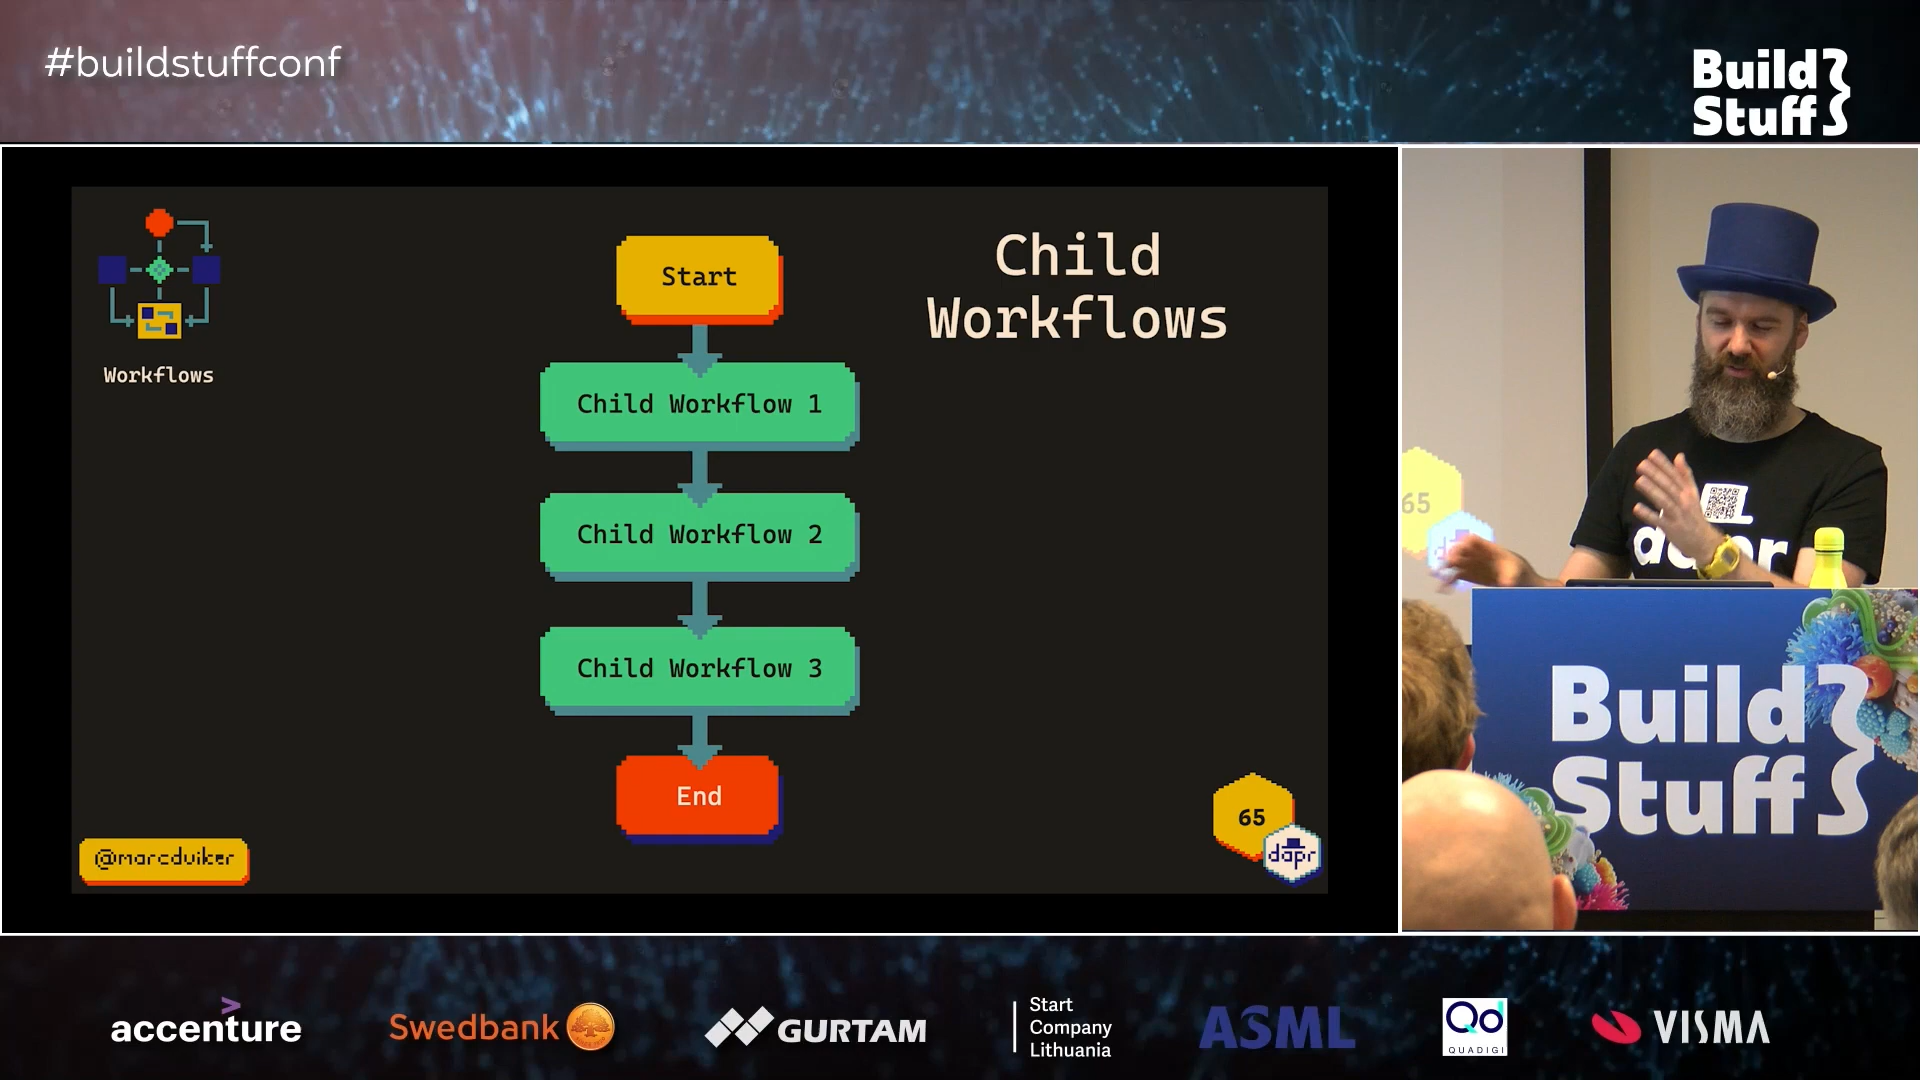 #buildstuffconf
Build
Stuff
Workflows
Start
Child Workflow 1
Child Workflow 2
Child Workflow 3
End
Child
Workflows
@marcduiker
65
dapr
65
Build
Stuff
accenture
Swedbank
GURTAM
Start
Company
Lithuania
ASML
Qd
QUADIGI
VISMA